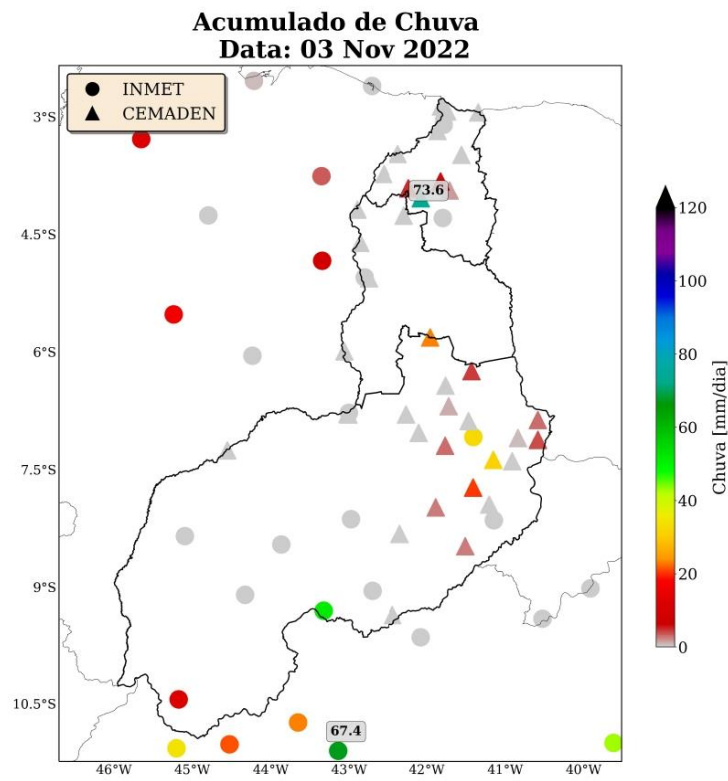 Acumulado de Chuva
Data: 03 Nov 2022
INMET
CEMADEN
3°S
4.5°S
6°S
7.5°S
9°S
10.5°S
46°W
45°W
44°W
43°W
42°W
41°W
40°W
73.6
67.4
120
100
80
60
40
20
0
Chuva [mm/dia]